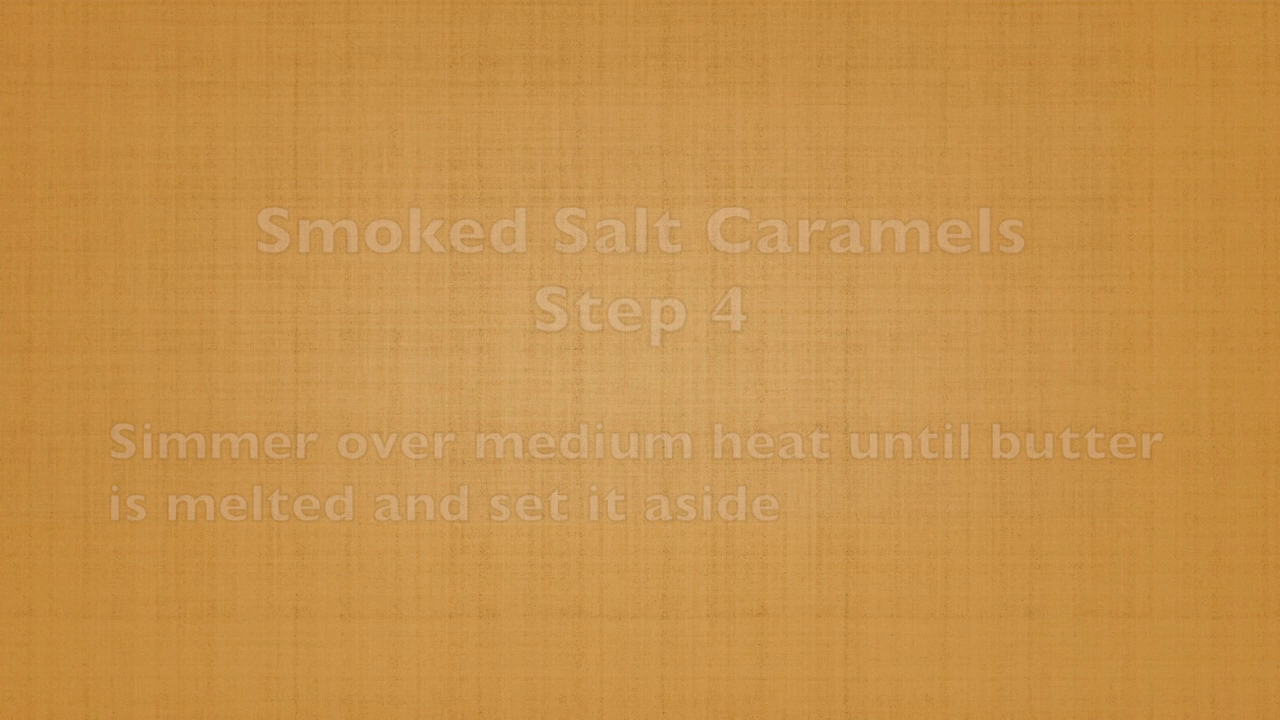 Smoked Salt Caramels
Step 4
Simmer over medium heat until butter
is melted and set it aside